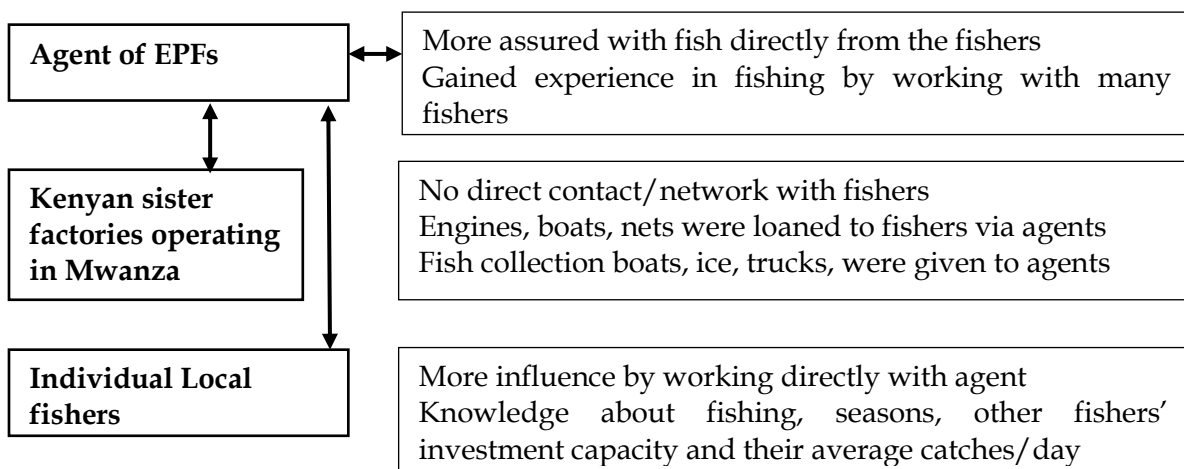 Agent of EPFs
More assured with fish directly from the fishers
Gained experience in fishing by working with many
fishers
Kenyan sister
factories operating
in Mwanza
No direct contact/network with fishers
Engines, boats, nets were loaned to fishers via agents
Fish collection boats, ice, trucks, were given to agents
Individual Local
fishers
More influence by working directly with agent
Knowledge about fishing, seasons, other fishers’
investment capacity and their average catches/day